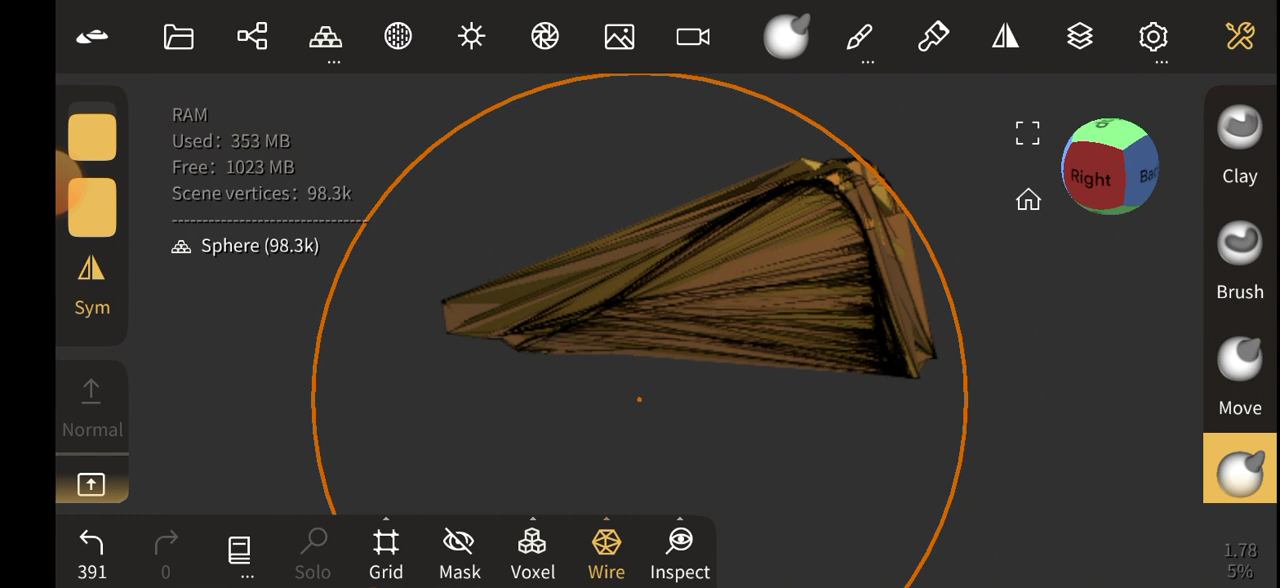 RAM
Used: 353 MB
Free: 1023 MB
Scene vertices: 98.3k
--------------------------------
Sphere (98.3k)
Right
Bac
Sym
Normal
Clay
Brush
Move
391
0
...
Solo
Grid
Mask
Voxel
Wire
Inspect
1.78
5%